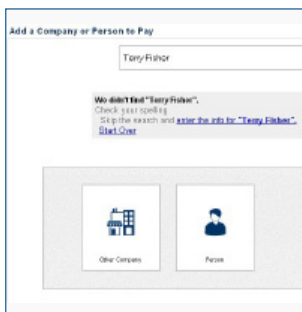 Add a Company or Person to Pay
Terry Fisher
We didn't find "Terry Fisher".
Check your spelling
Skip the search and enter the info for "Terry Fisher".
Start Over
Other Company
Person